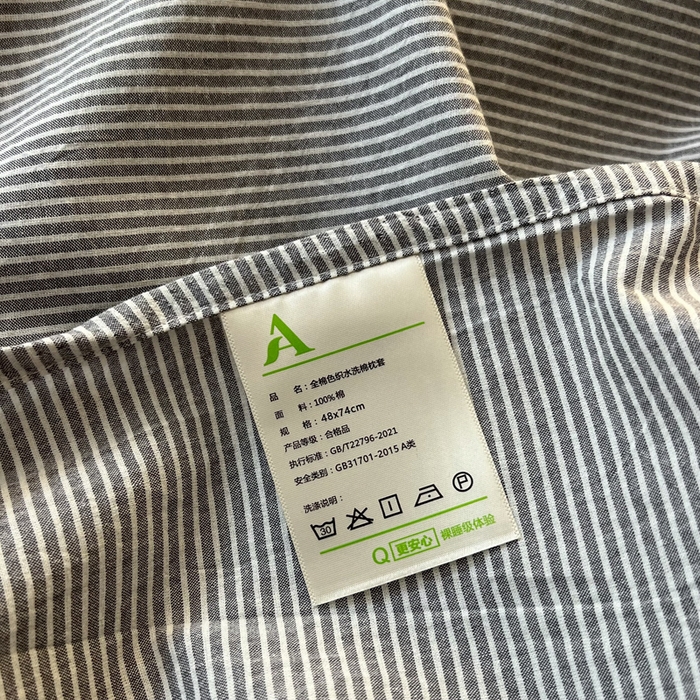 A
品 名：全棉色织水洗棉枕套
面 料：100%棉
规 格：48x74cm
产品等级：合格品
执行标准：GB/T22796-2021
安全类别：GB31701-2015 A类
洗涤说明：
30 P
Q 更安心 裸睡级体验